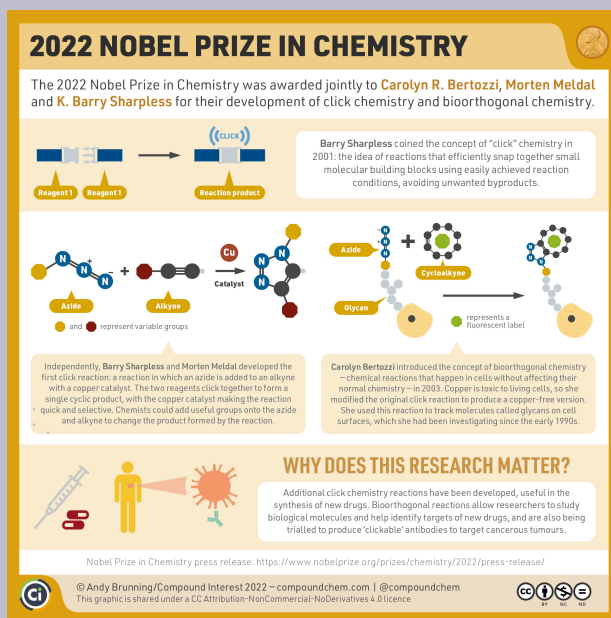 2022 NOBEL PRIZE IN CHEMISTRY
The 2022 Nobel Prize in Chemistry was awarded jointly to Carolyn R. Bertozzi, Morten Meldal
and K. Barry Sharpless for their development of click chemistry and bioorthogonal chemistry.
CLICK
Reagent 1
Reagent 1
Reaction product
Barry Sharpless coined the concept of “click” chemistry in
2001: the idea of reactions that efficiently snap together small
molecular building blocks using easily achieved reaction
conditions, avoiding unwanted byproducts.
N
N
+
N
−
+
Cu
Catalyst
N
N
N
Azide
Alkyne
and
represent variable groups
Azide
N
N
N
+
Cycloalkyne
Glycan
N
N
N
represents a
fluorescent label
Independently, Barry Sharpless and Morten Meldal developed the
first click reaction: a reaction in which an azide is added to an alkyne
with a copper catalyst. The two reagents click together to form a
single cyclic product, with the copper catalyst making the reaction
quick and selective. Chemists could add useful groups onto the azide
and alkyne to change the product formed by the reaction.
Carolyn Bertozzi introduced the concept of bioorthogonal chemistry
– chemical reactions that happen in cells without affecting their
normal chemistry – in 2003. Copper is toxic to living cells, so she
modified the original click reaction to produce a copper-free version.
She used this reaction to track molecules called glycans on cell
surfaces, which she had been investigating since the early 1990s.
WHY DOES THIS RESEARCH MATTER?
Additional click chemistry reactions have been developed, useful in the
synthesis of new drugs. Bioorthogonal reactions allow researchers to study
biological molecules and help identify targets of new drugs, and are also being
trialled to produce ‘clickable’ antibodies to target cancerous tumours.
Nobel Prize in Chemistry press release: https://www.nobelprize.org/prizes/chemistry/2022/press-release/
Ci
© Andy Brunning/Compound Interest 2022 – compoundchem.com | @compoundchem
This graphic is shared under a CC Attribution-NonCommercial-NoDerivatives 4.0 licence
cc
BY NC ND